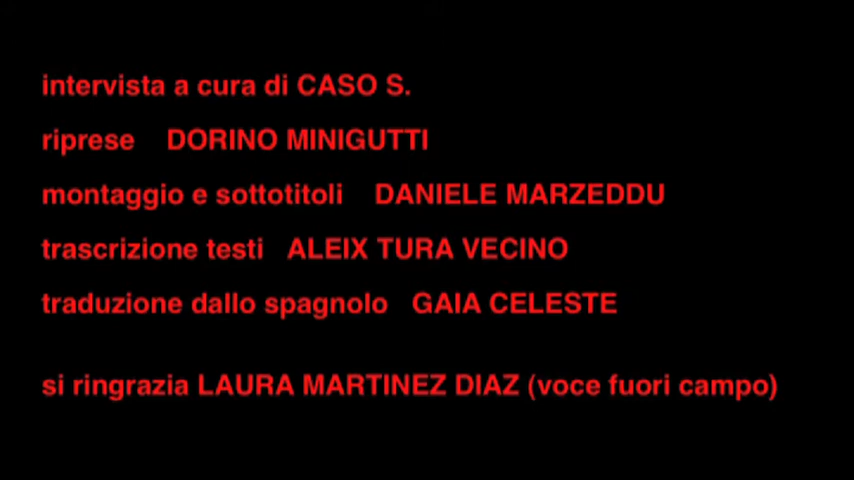 intervista a cura di CASO S.
riprese DORINO MINIGUTTI
montaggio e sottotitoli DANIELE MARZEDDU
trascrizione testi ALEIX TURA VECINO
traduzione dallo spagnolo GAIA CELESTE
si ringrazia LAURA MARTINEZ DIAZ (voce fuori campo)